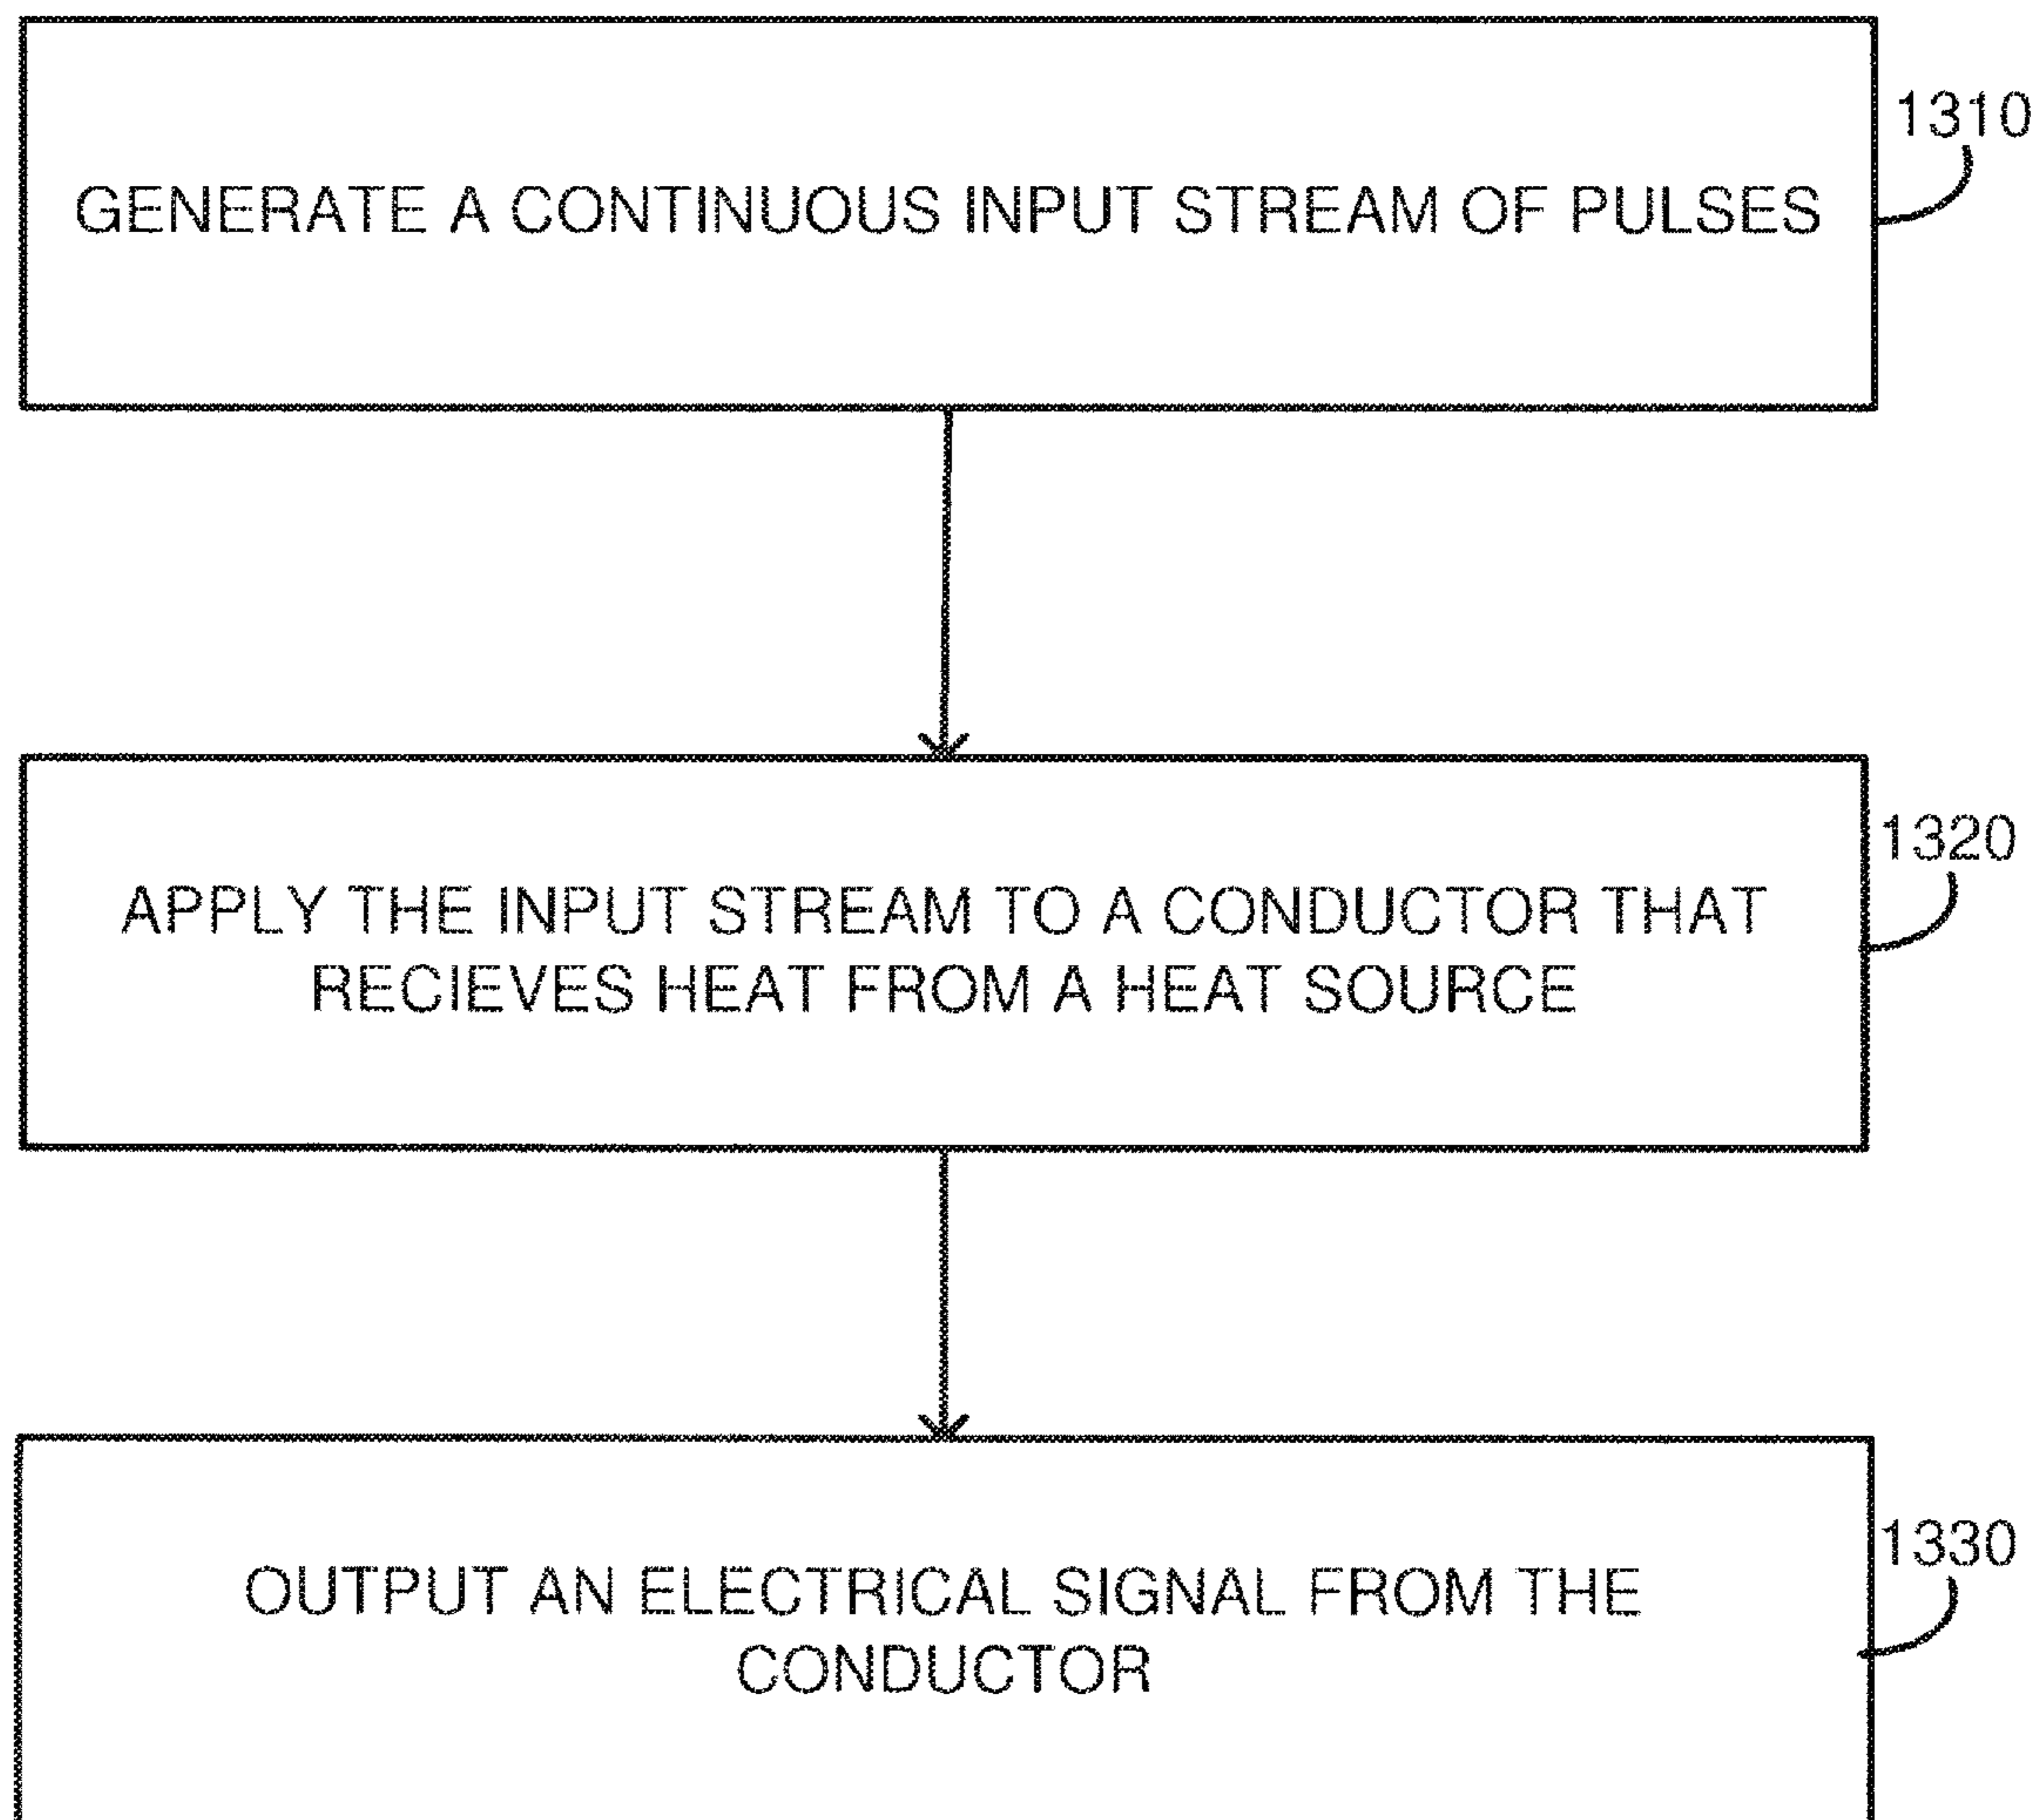 1310
GENERATE A CONTINUOUS INPUT STREAM OF PULSES
1320
APPLY THE INPUT STREAM TO A CONDUCTOR THAT
RECIEVES HEAT FROM A HEAT SOURCE
1330
OUTPUT AN ELECTRICAL SIGNAL FROM THE
CONDUCTOR